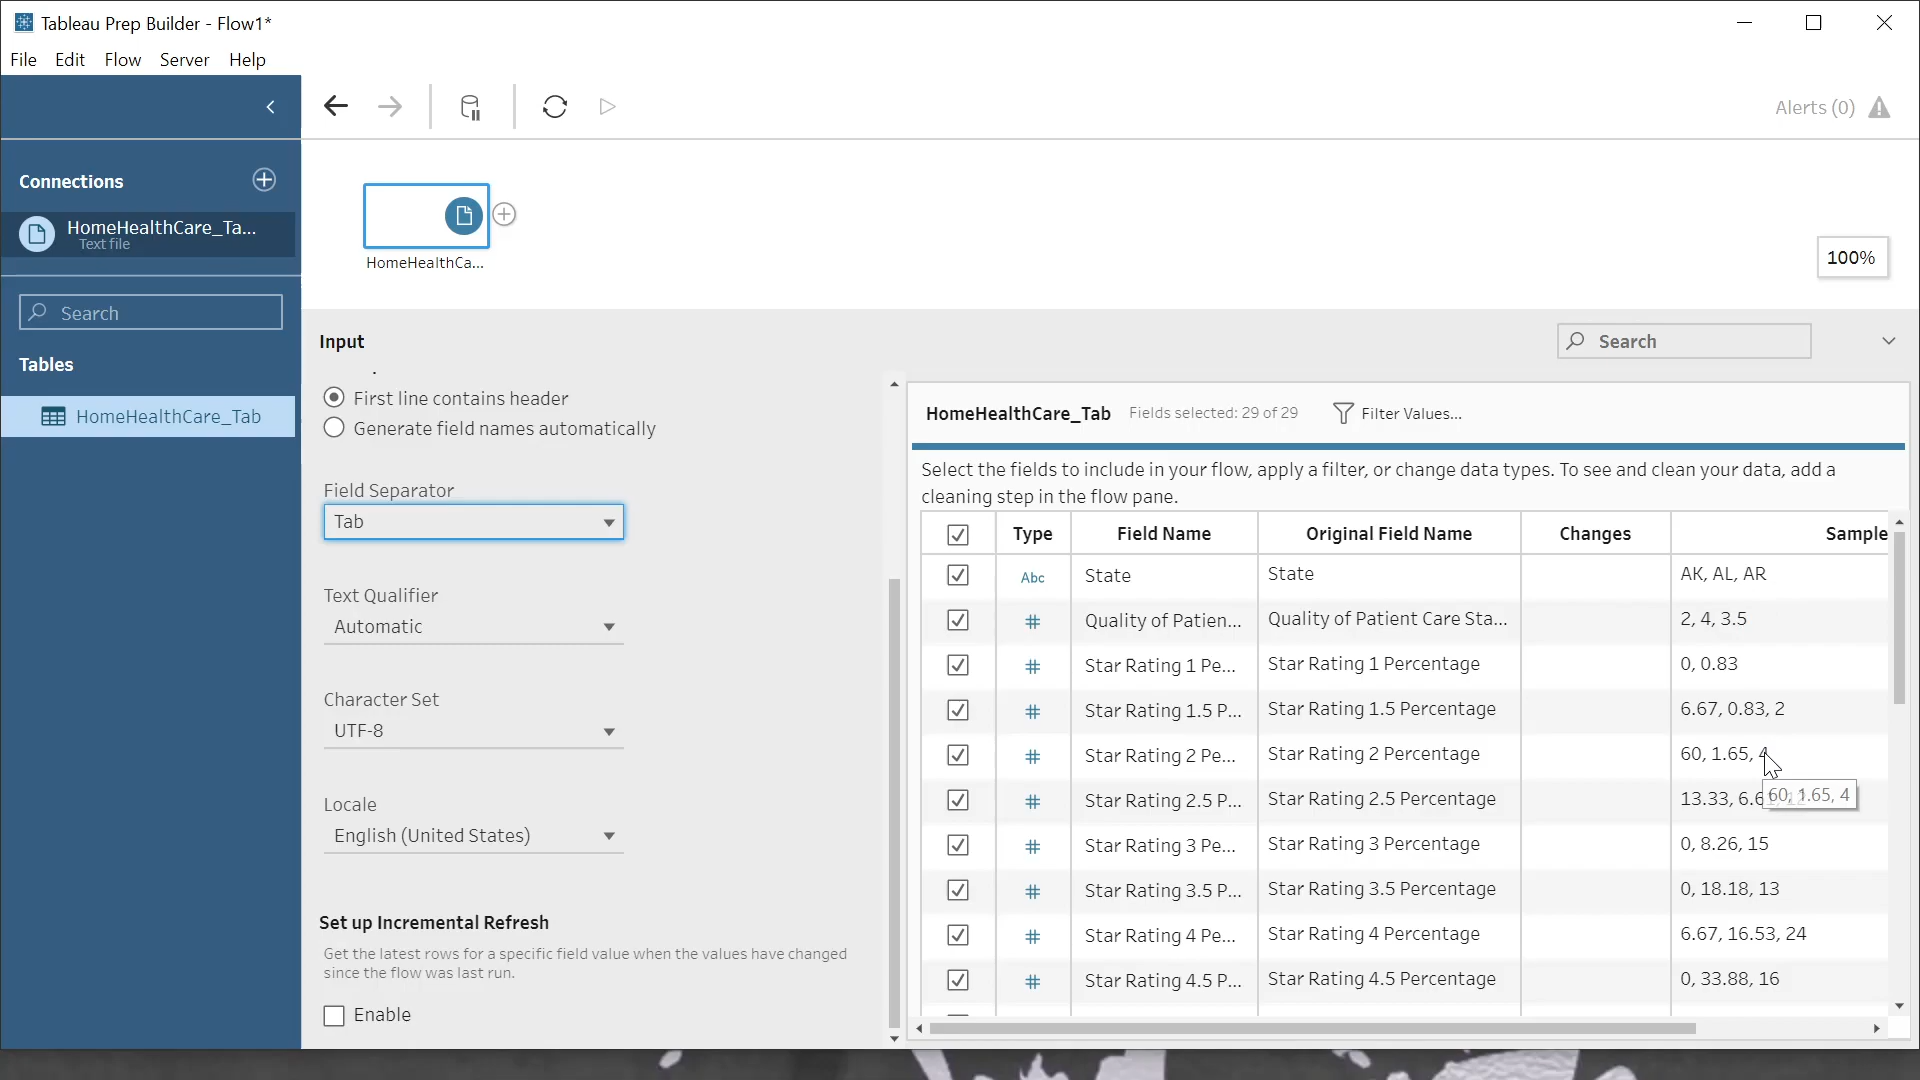 Tableau Prep Builder - Flow1*
File Edit Flow Server Help
Alerts (0)
Connections
HomeHealthCare_Ta...
Text file
Search
Tables
HomeHealthCare_Tab
HomeHealthCa...
100%
Input
Search
First line contains header
Generate field names automatically
Field Separator
Tab
Text Qualifier
Automatic
Character Set
UTF-8
Locale
English (United States)
Set up Incremental Refresh
Get the latest rows for a specific field value when the values have changed
since the flow was last run.
Enable
HomeHealthCare_Tab Fields selected: 29 of 29 Filter Values...
Select the fields to include in your flow, apply a filter, or change data types. To see and clean your data, add a
cleaning step in the flow pane.
Type Field Name Original Field Name Changes Sample
Abc State State AK, AL, AR
# Quality of Patien... Quality of Patient Care Sta... 2, 4, 3.5
# Star Rating 1 Pe... Star Rating 1 Percentage 0, 0.83
# Star Rating 1.5 P... Star Rating 1.5 Percentage 6.67, 0.83, 2
# Star Rating 2 Pe... Star Rating 2 Percentage 60, 1.65, 4
60, 1.65, 4
# Star Rating 2.5 P... Star Rating 2.5 Percentage 13.33,
# Star Rating 3 Pe... Star Rating 3 Percentage 0, 8.26, 15
# Star Rating 3.5 P... Star Rating 3.5 Percentage 0, 18.18, 13
# Star Rating 4 Pe... Star Rating 4 Percentage 6.67, 16.53, 24
# Star Rating 4.5 P... Star Rating 4.5 Percentage 0, 33.88, 16